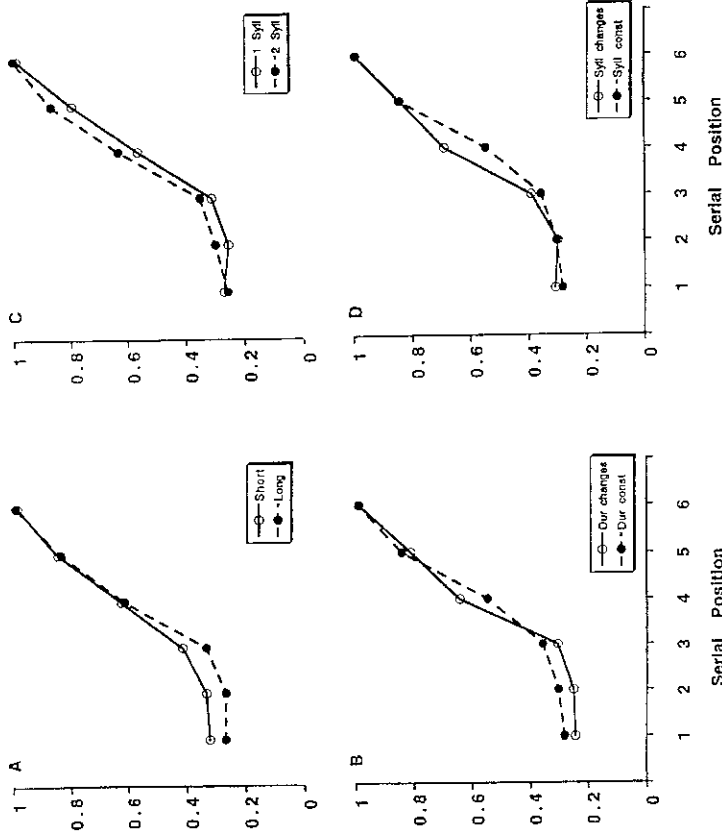 A
1
0.8
0.6
0.4
0.2
0
Short
Long
C
1
0.8
0.6
0.4
0.2
0
1 Syll
2 Syll
B
1
0.8
0.6
0.4
0.2
0
Dur changes
Dur const
1 2 3 4 5 6
Serial Position
D
1
0.8
0.6
0.4
0.2
0
Syll changes
Syll const
1 2 3 4 5 6
Serial Position